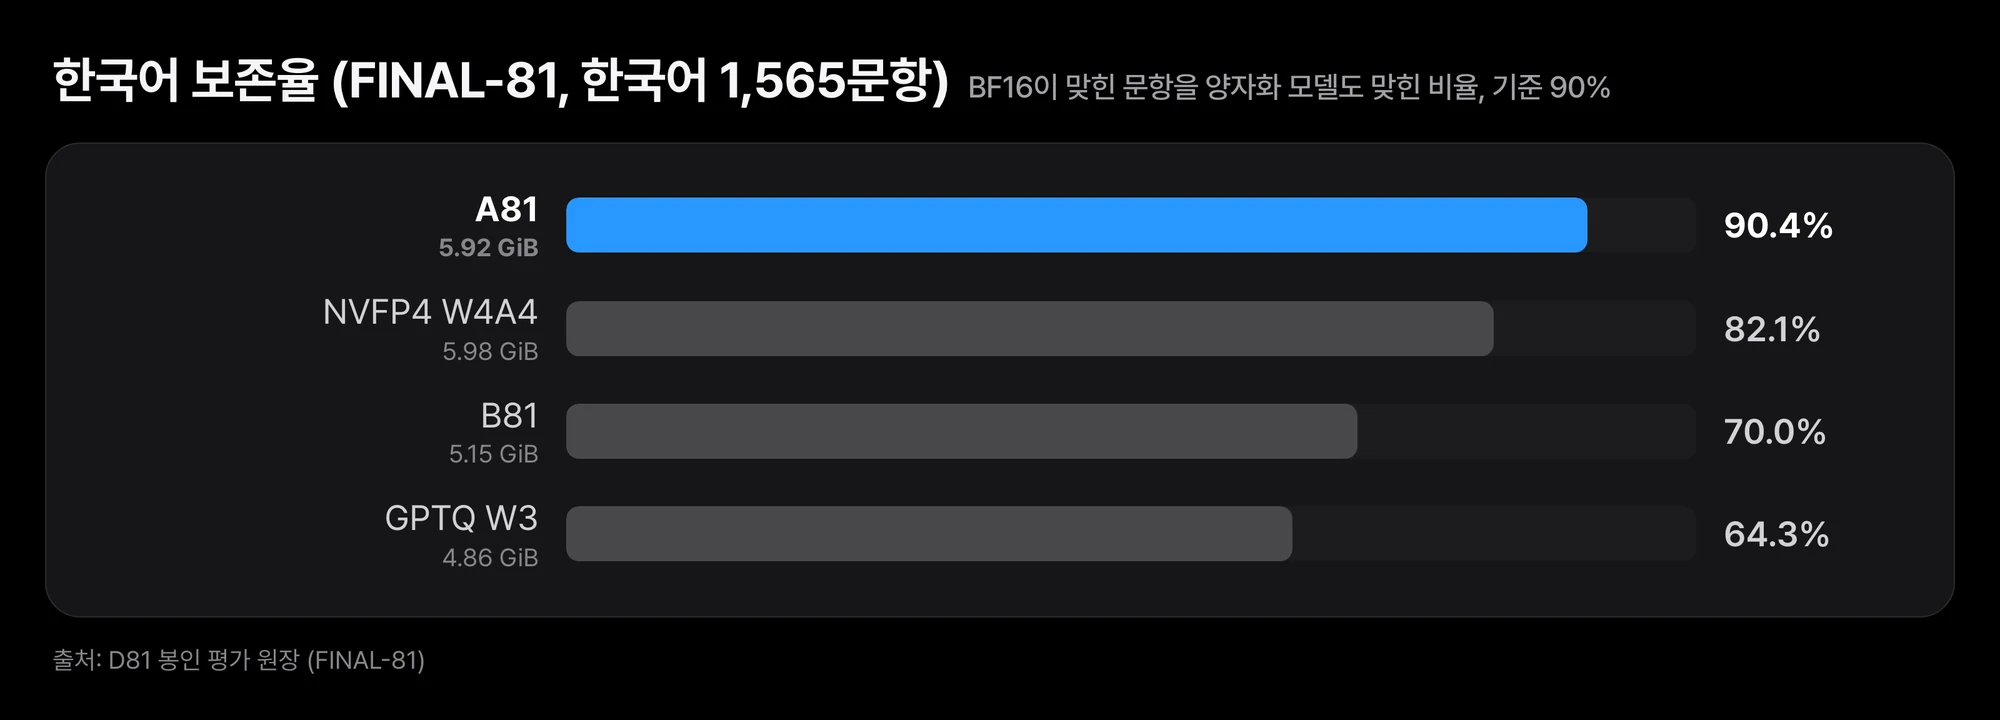 한국어 보존율 (FINAL-81, 한국어 1,565문항) BF16이 맞힌 문항을 양자화 모델도 맞힌 비율, 기준 90%
A81
5.92 GiB
90.4%
NVFP4 W4A4
5.98 GiB
82.1%
B81
5.15 GiB
70.0%
GPTQ W3
4.86 GiB
64.3%
출처: D81 봉인 평가 원장 (FINAL-81)